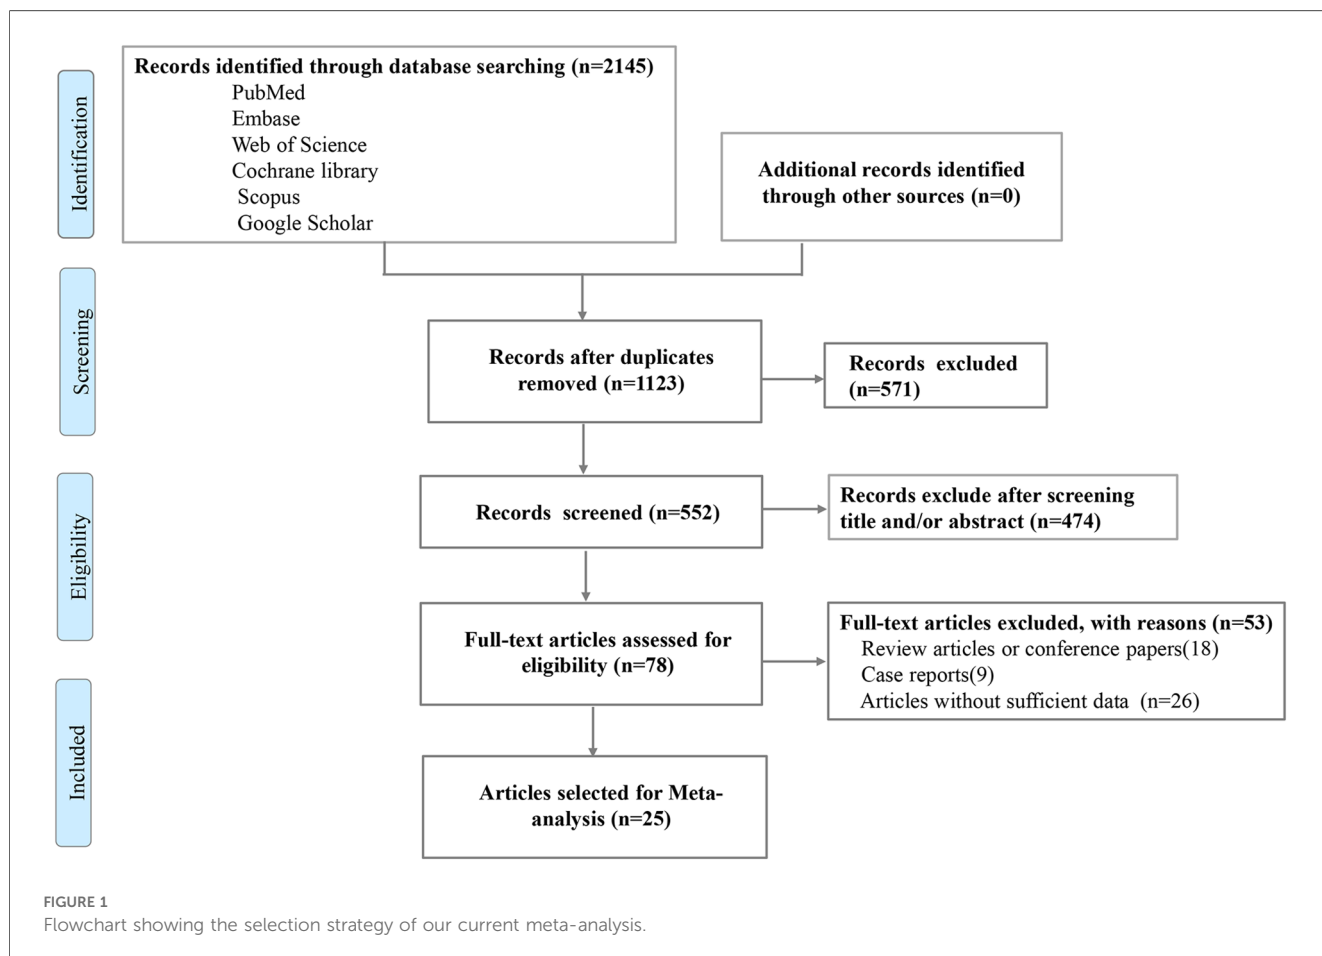 Identification
Records identified through database searching (n=2145)
PubMed
Embase
Web of Science
Cochrane library
Scopus
Google Scholar
Additional records identified
through other sources (n=0)
Screening
Records after duplicates
removed (n=1123)
Records excluded
(n=571)
Eligibility
Records screened (n=552)
Records exclude after screening
title and/or abstract (n=474)
Full-text articles assessed for
eligibility (n=78)
Full-text articles excluded, with reasons (n=53)
Review articles or conference papers(18)
Case reports(9)
Articles without sufficient data (n=26)
Included
Articles selected for Meta-
analysis (n=25)
FIGURE 1
Flowchart showing the selection strategy of our current meta-analysis.